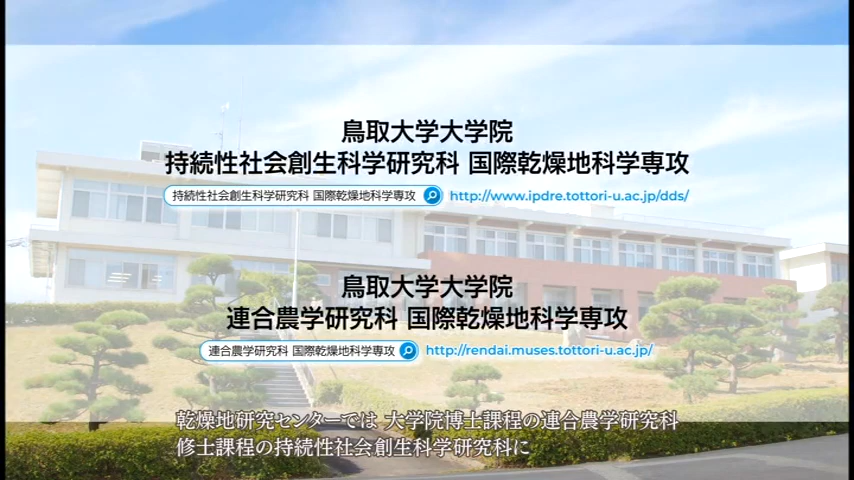 鳥取大学大学院
持続性社会創生科学研究科 国際乾燥地科学専攻
持続性社会創生科学研究科 国際乾燥地科学専攻 http://www.ipdre.tottori-u.ac.jp/dds/
鳥取大学大学院
連合農学研究科 国際乾燥地科学専攻
連合農学研究科 国際乾燥地科学専攻 http://rendai.muses.tottori-u.ac.jp/
乾燥地研究センターでは 大学院博士課程の連合農学研究科
修士課程の持続性社会創生科学研究科に